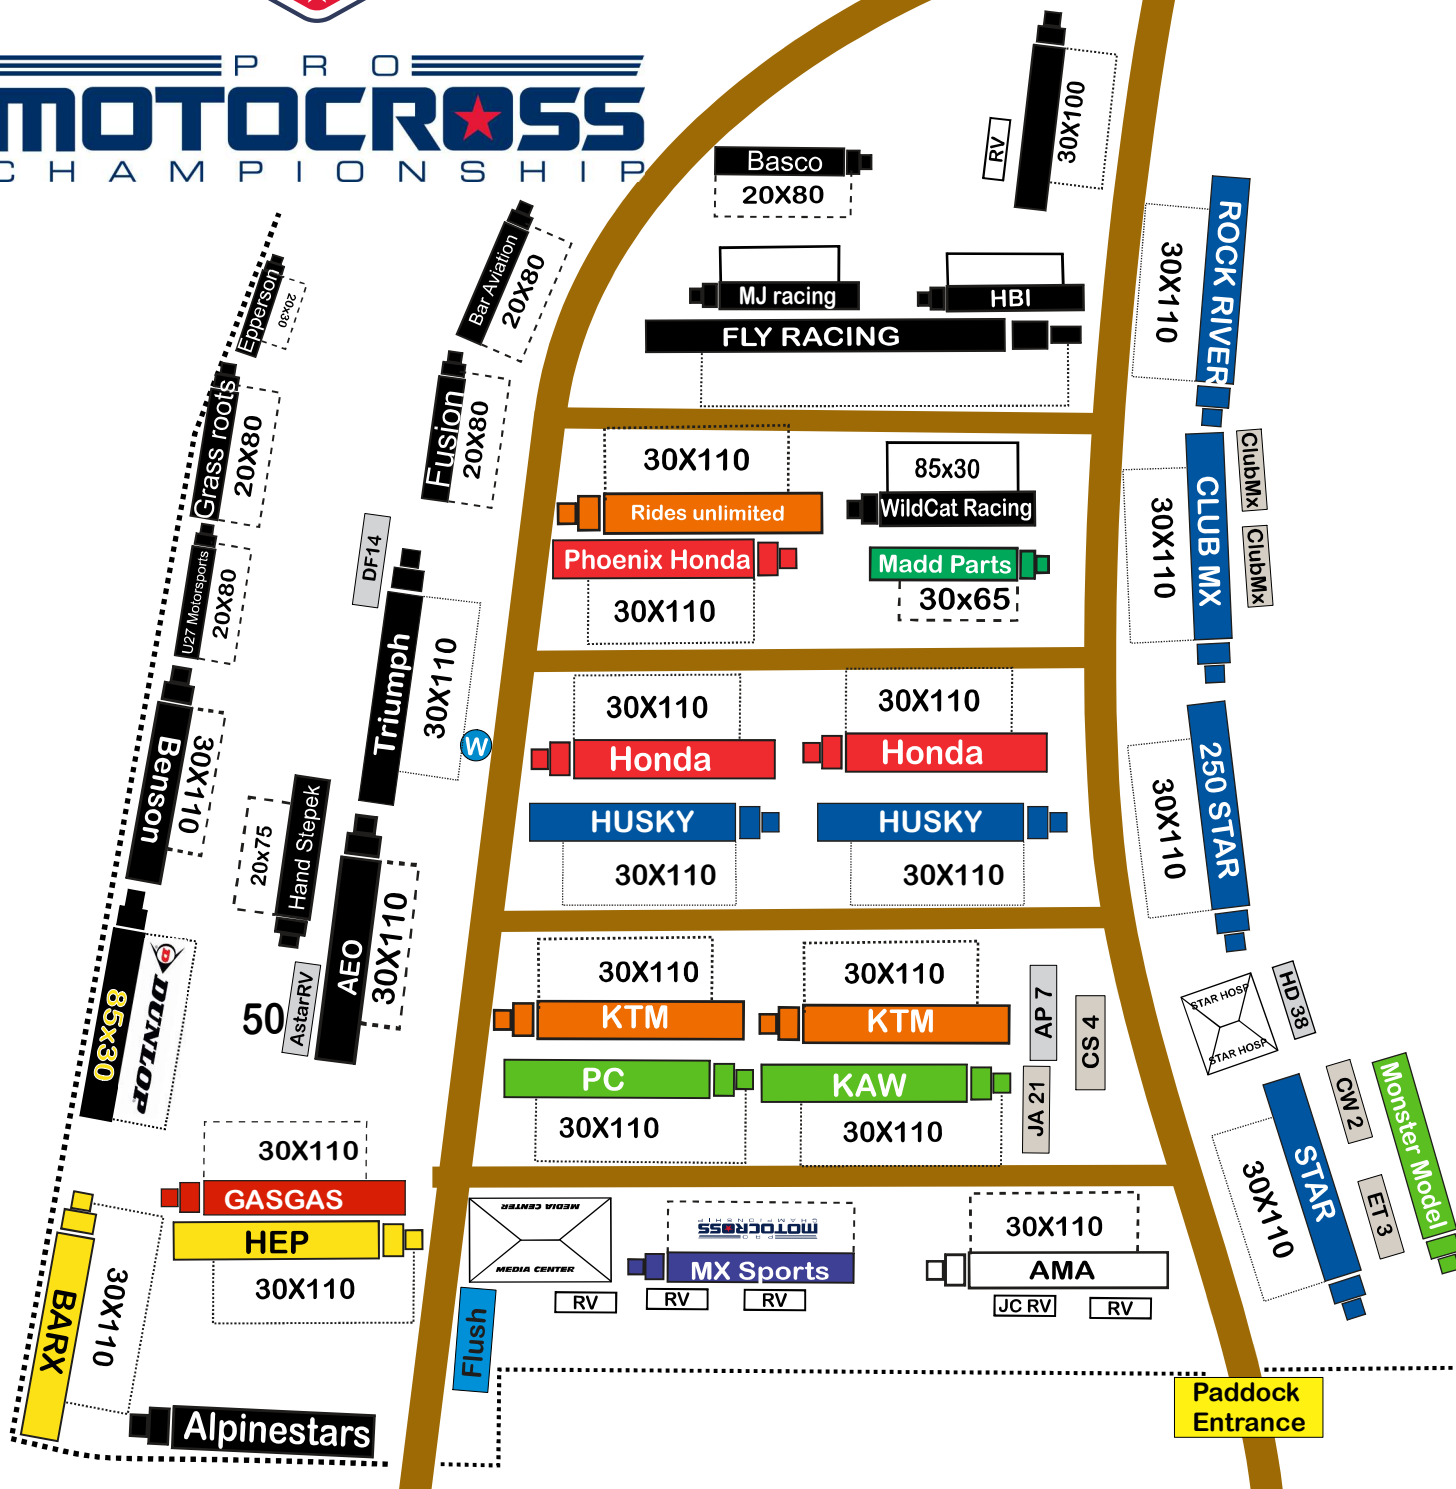 PRO
MOTOCROSS
CHAMPIONSHIP
30X100
RV
Basco
20X80
ROCK RIVER
30X110
Bar Aviation
20X80
Epperson
20x30
MJ racing
HBI
FLY RACING
Grass roots
20X80
Fusion
20X80
30X110
Rides unlimited
Phoenix Honda
30X110
85x30
WildCat Racing
Madd Parts
30x65
CLUB MX
30X110
ClubMx
ClubMx
DF14
U27 Motorsports
20X80
Triumph
30X110
W
Benson
30X110
30X110
Honda
30X110
Honda
HUSKY
30X110
HUSKY
30X110
250 STAR
30X110
Hand Stepek
20x75
AEO
30X110
50
AstarRV
85x30
DUNLOP
30X110
KTM
30X110
KTM
PC
30X110
KAW
30X110
AP 7
CS 4
JA 21
STAR HOSP
STAR HOSP
HD 38
CW 2
Monster Model
STAR
30X110
ET 3
30X110
GASGAS
HEP
30X110
BARX
30X110
Alpinestars
MEDIA CENTER
MEDIA CENTER
Flush
RV
PRO
MOTOCROSS
CHAMPIONSHIP
MX Sports
RV
RV
30X110
AMA
JC RV
RV
Paddock
Entrance